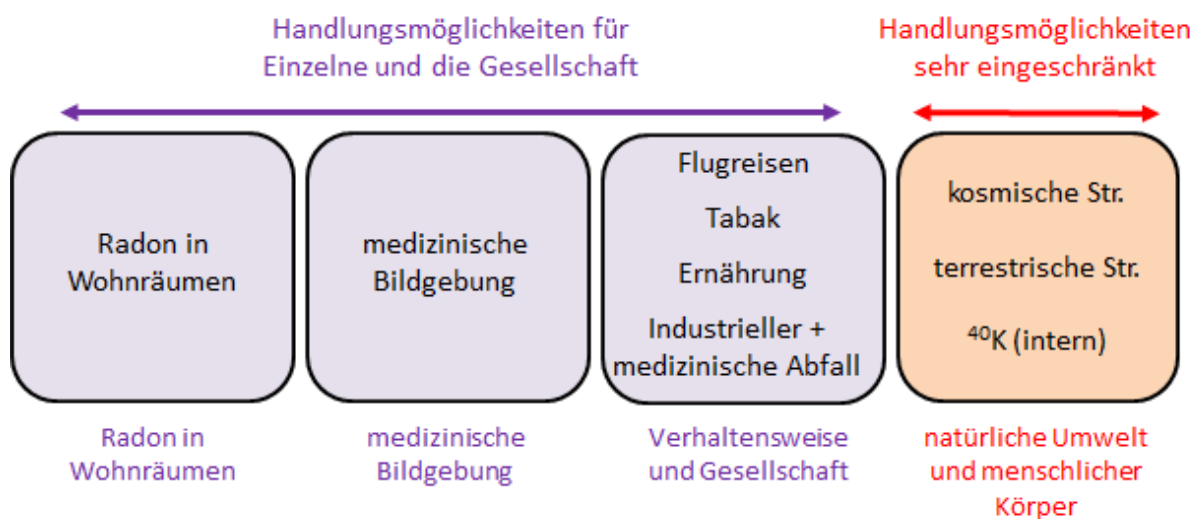 Handlungsmöglichkeiten für
Einzelne und die Gesellschaft
Handlungsmöglichkeiten
sehr eingeschränkt
Radon in
Wohnräumen
medizinische
Bildgebung
Flugreisen
Tabak
Ernährung
Industrieller +
medizinische Abfall
kosmische Str.
terrestrische Str.
⁴⁰K (intern)
Radon in
Wohnräumen
medizinische
Bildgebung
Verhaltensweise
und Gesellschaft
natürliche Umwelt
und menschlicher
Körper